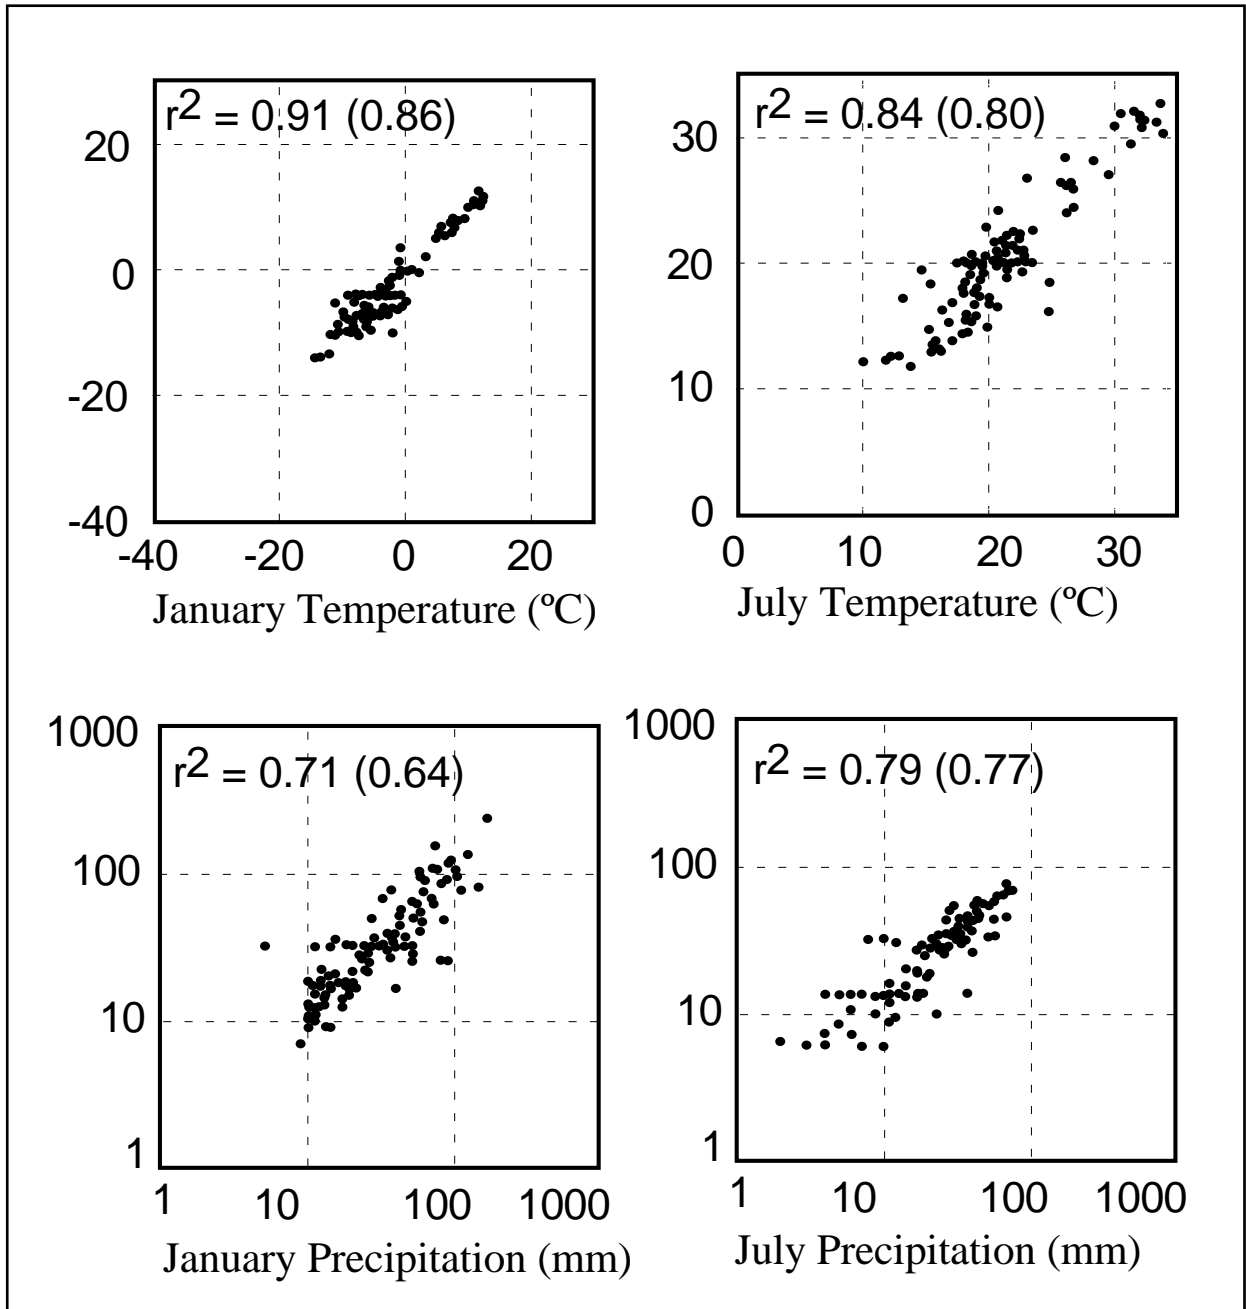 r2 = 0.91 (0.86)
20
0
-20
-40
-40 -20 0 20
January Temperature (ºC)
r2 = 0.84 (0.80)
30
20
10
0
0 10 20 30
July Temperature (ºC)
1000
r2 = 0.71 (0.64)
100
10
1
1 10 100 1000
January Precipitation (mm)
1000
r2 = 0.79 (0.77)
100
10
1
1 10 100 1000
July Precipitation (mm)